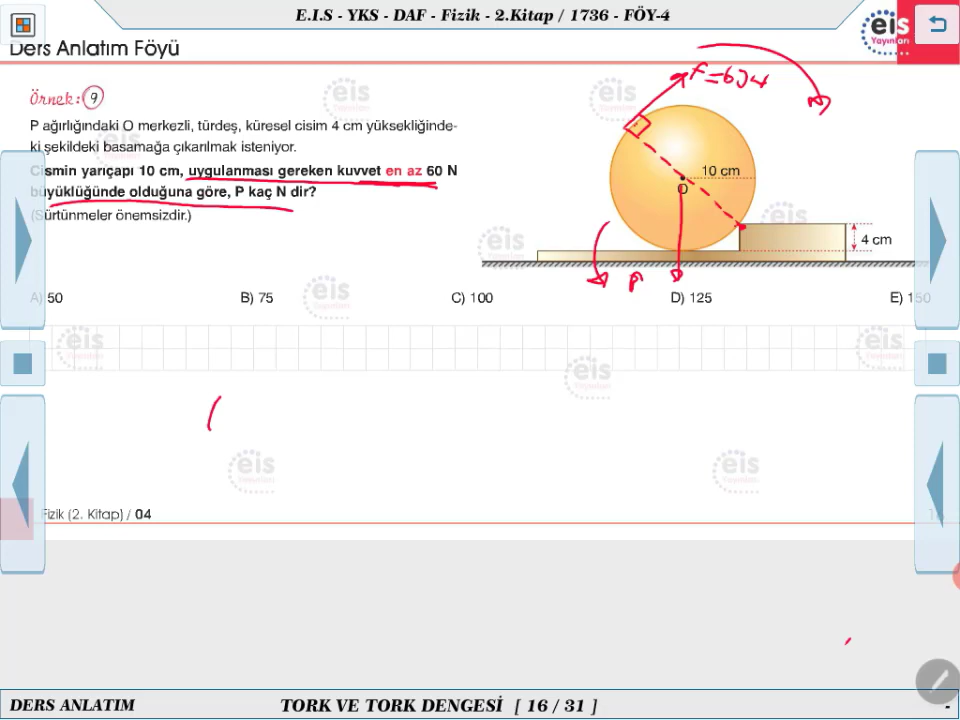 E.I.S - YKS - DAF - Fizik - 2.Kitap / 1736 - FÖY-4
eis
Yayınları
Ders Anlatım Föyü
Örnek: 9
P ağırlığındaki O merkezli, türdeş, küresel cisim 4 cm yüksekliğinde-
ki şekildeki basamağa çıkarılmak isteniyor.
Cismin yarıçapı 10 cm, uygulanması gereken kuvvet en az 60 N
büyüklüğünde olduğuna göre, P kaç N dir?
(Sürtünmeler önemsizdir.)
F=60N
10 cm
O
4 cm
P
A) 50 B) 75 C) 100 D) 125 E) 150
Fizik (2. Kitap) / 04
DERS ANLATIM TORK VE TORK DENGESİ [ 16 / 31 ]